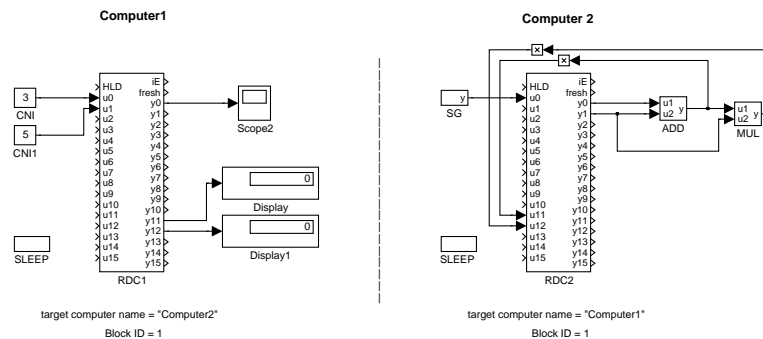 Computer1
3
CNI
5
CNI1
HLD
u0
u1
u2
u3
u4
u5
u6
u7
u8
u9
u10
u11
u12
u13
u14
u15
iE
fresh
y0
y1
y2
y3
y4
y5
y6
y7
y8
y9
y10
y11
y12
y13
y14
y15
RDC1
Scope2
0
Display
0
Display1
SLEEP
target computer name = "Computer2"
Block ID = 1
Computer 2
×
×
y
SG
HLD
u0
u1
u2
u3
u4
u5
u6
u7
u8
u9
u10
u11
u12
u13
u14
u15
iE
fresh
y0
y1
y2
y3
y4
y5
y6
y7
y8
y9
y10
y11
y12
y13
y14
y15
RDC2
u1
u2
y
ADD
u1
u2
y
MUL
SLEEP
target computer name = "Computer1"
Block ID = 1